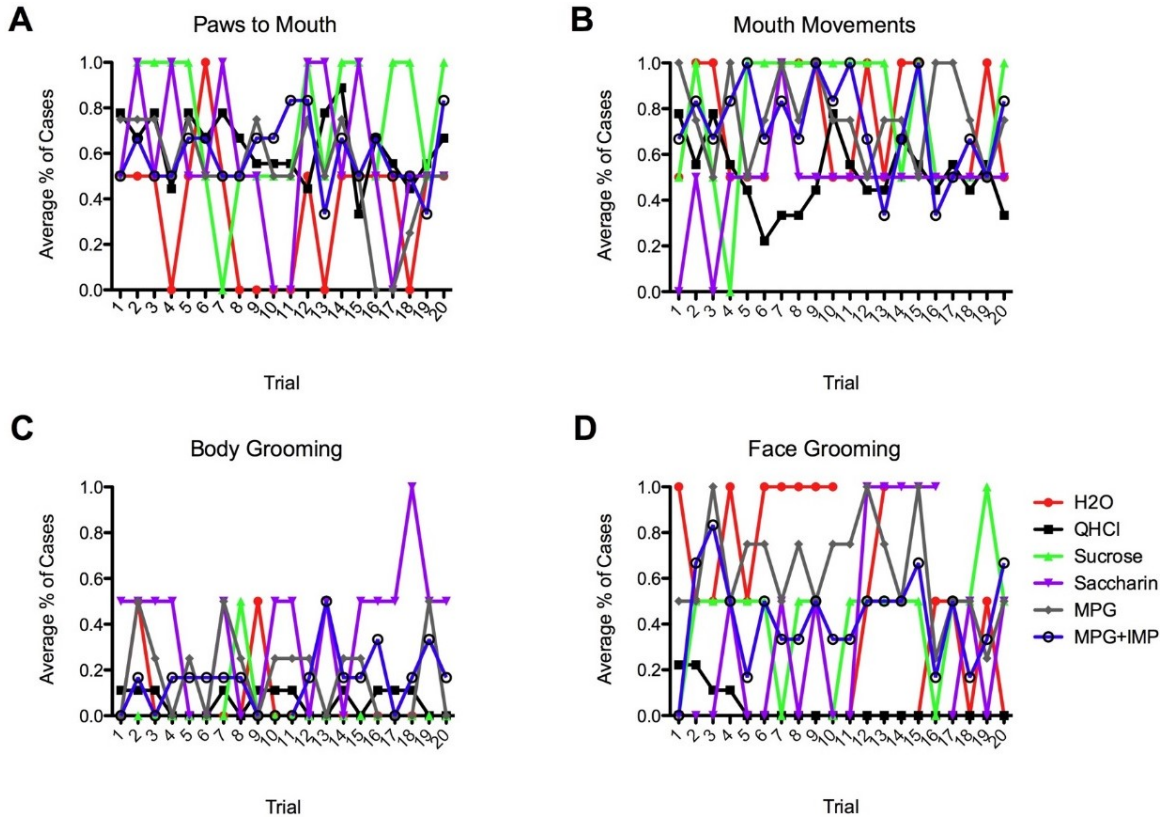 A
Paws to Mouth
Average % of Cases
1.0
0.8
0.6
0.4
0.2
0.0
1 2 3 4 5 6 7 8 9 10 11 12 13 14 15 16 17 18 19 20
Trial
B
Mouth Movements
Average % of Cases
1.0
0.8
0.6
0.4
0.2
0.0
1 2 3 4 5 6 7 8 9 10 11 12 13 14 15 16 17 18 19 20
Trial
C
Body Grooming
Average % of Cases
1.0
0.8
0.6
0.4
0.2
0.0
1 2 3 4 5 6 7 8 9 10 11 12 13 14 15 16 17 18 19 20
Trial
D
Face Grooming
Average % of Cases
1.0
0.8
0.6
0.4
0.2
0.0
1 2 3 4 5 6 7 8 9 10 11 12 13 14 15 16 17 18 19 20
Trial
H2O
QHCl
Sucrose
Saccharin
MPG
MPG+IMP